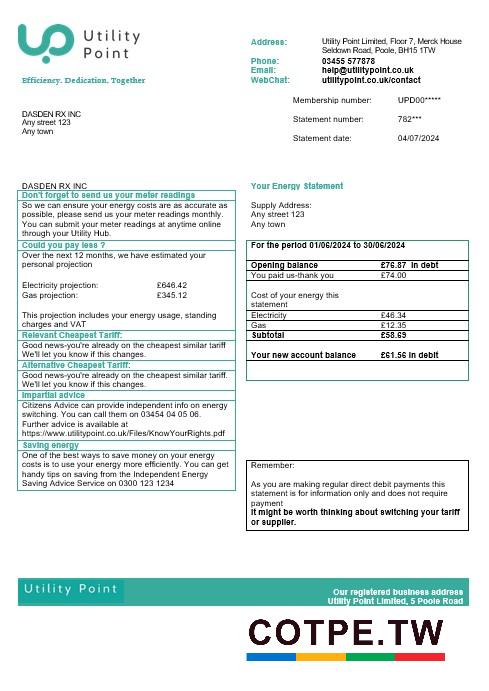 Utility
Point
Efficiency. Dedication. Together
Address: Utility Point Limited, Floor 7, Merck House
Seldown Road, Poole, BH15 1TW
Phone: 03455 577878
Email: help@utilitypoint.co.uk
WebChat: utilitypoint.co.uk/contact
Membership number: UPD00*****
Statement number: 782***
Statement date: 04/07/2024
DASDEN RX INC
Any street 123
Any town
DASDEN RX INC
Don't forget to send us your meter readings
So we can ensure your energy costs are as accurate as
possible, please send us your meter readings monthly.
You can submit your meter readings at anytime online
through your Utility Hub.
Could you pay less ?
Over the next 12 months, we have estimated your
personal projection
Electricity projection: £646.42
Gas projection: £345.12
This projection includes your energy usage, standing
charges and VAT
Relevant Cheapest Tariff:
Good news-you're already on the cheapest similar tariff
We'll let you know if this changes.
Alternative Cheapest Tariff:
Good news-you're already on the cheapest similar tariff
We'll let you know if this changes.
Impartial advice
Citizens Advice can provide independent info on energy
switching. You can call them on 03454 04 05 06.
Further advice is available at
https://www.utilitypoint.co.uk/Files/KnowYourRights.pdf
Saving energy
One of the best ways to save money on your energy
costs is to use your energy more efficiently. You can get
handy tips on saving from the Independent Energy
Saving Advice Service on 0300 123 1234
Your Energy Statement
Supply Address:
Any street 123
Any town
For the period 01/06/2024 to 30/06/2024
Opening balance £76.87 in debt
You paid us-thank you £74.00
Cost of your energy this
statement
Electricity £46.34
Gas £12.35
Subtotal £58.69
Your new account balance £61.56 in debit
Remember:
As you are making regular direct debit payments this
statement is for information only and does not require
payment
It might be worth thinking about switching your tariff
or supplier.
Utility Point
Our registered business address
Utility Point Limited, 5 Poole Road
COTPE.TW